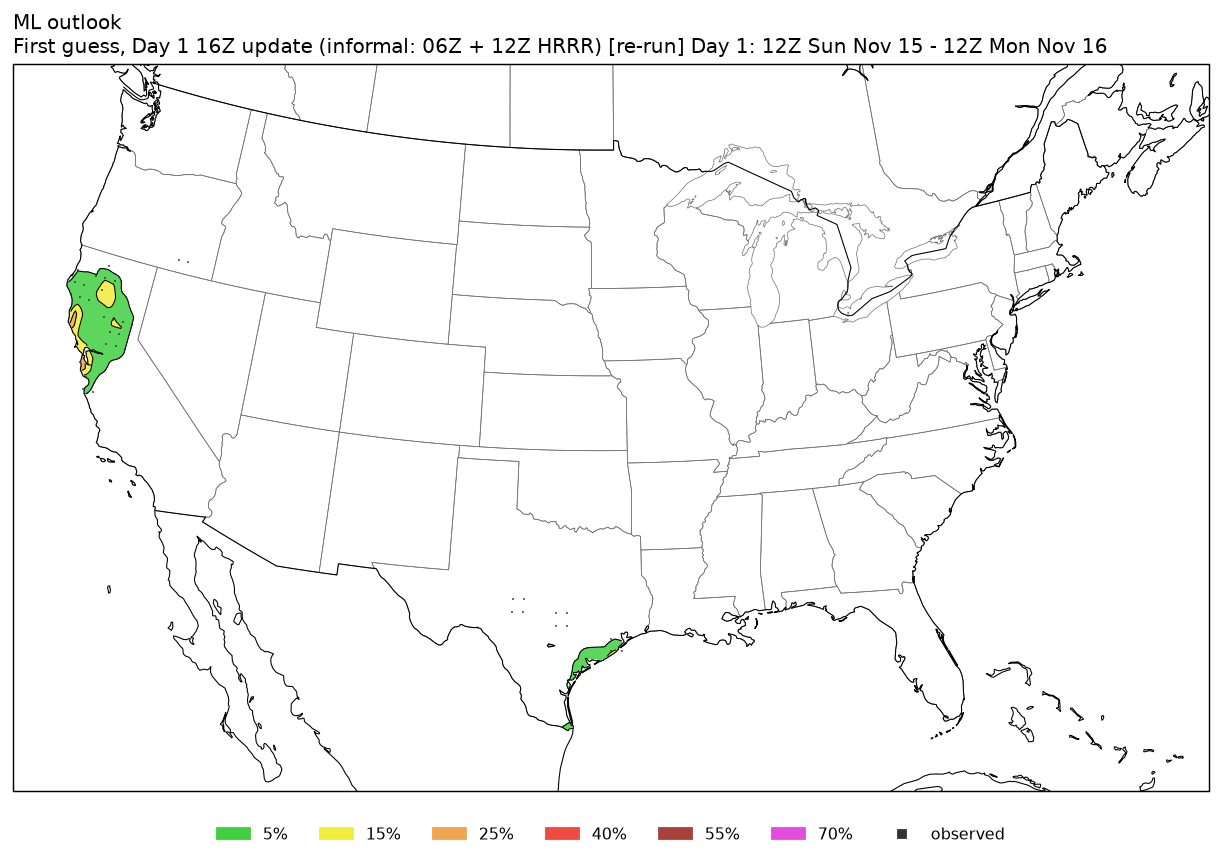 ML outlook
First guess, Day 1 16Z update (informal: 06Z + 12Z HRRR) [re-run] Day 1: 12Z Sun Nov 15 - 12Z Mon Nov 16
5% 15% 25% 40% 55% 70% observed